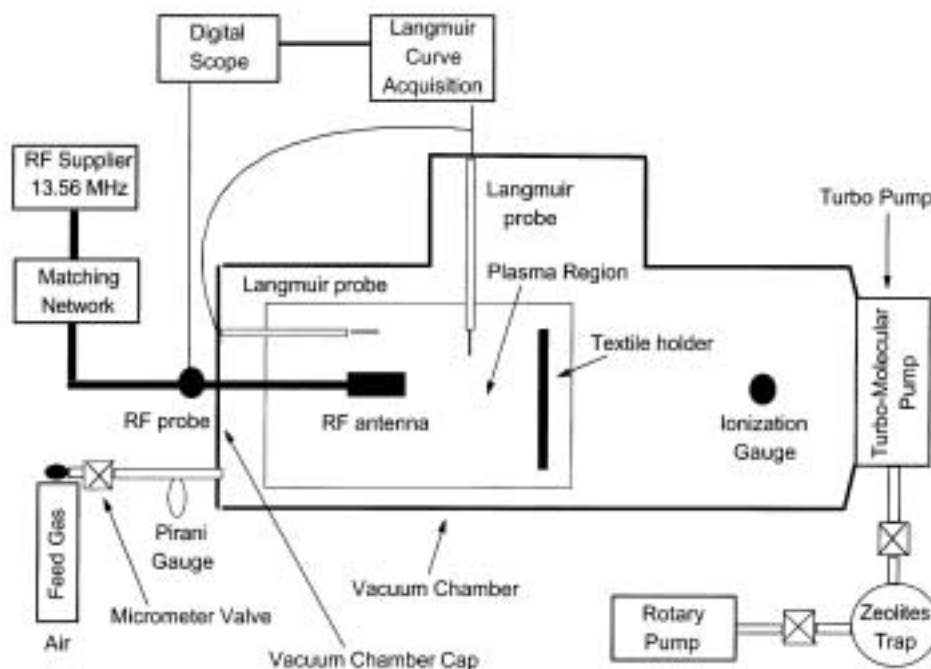 Digital
Scope
Langmuir
Curve
Acquisition
RF Supplier
13.56 MHz
Langmuir
probe
Turbo Pump
Matching
Network
Langmuir probe
Plasma Region
Textile holder
Turbo-Molecular
Pump
RF probe
RF antenna
Ionization
Gauge
Feed Gas
Pirani
Gauge
Air
Micrometer Valve
Vacuum Chamber
Vacuum Chamber Cap
Rotary
Pump
Zeolites
Trap